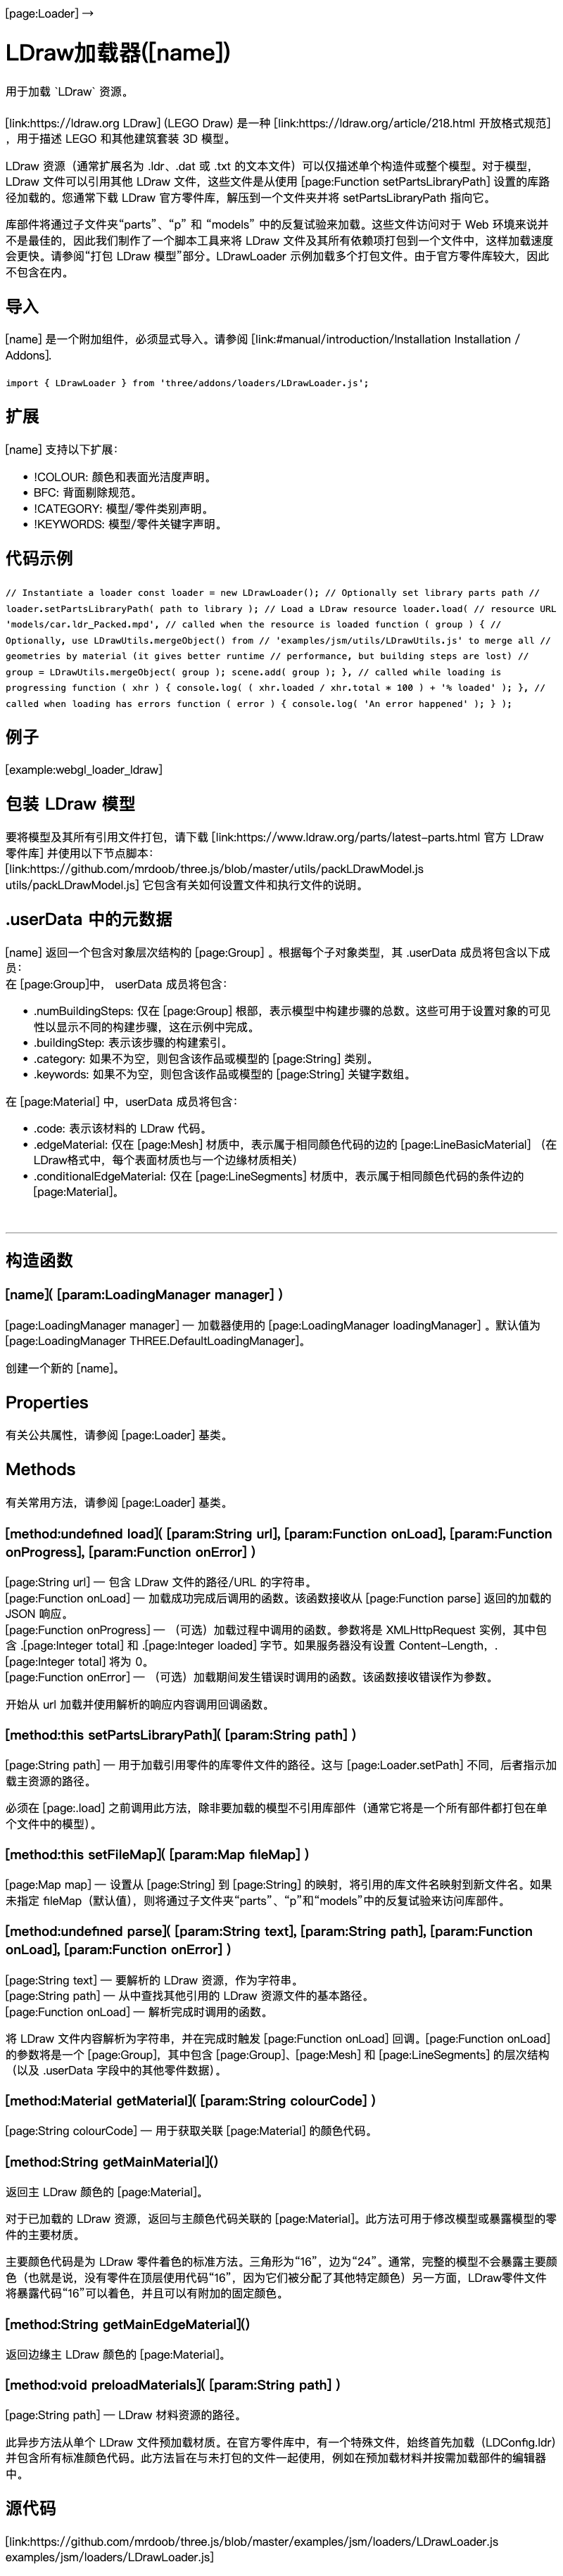 [page:Loader] →
LDraw加载器([name])
用于加载 `LDraw` 资源。
[link:https://ldraw.org LDraw] (LEGO Draw) 是一种 [link:https://ldraw.org/article/218.html 开放格式规范]
，用于描述 LEGO 和其他建筑套装 3D 模型。
LDraw 资源（通常扩展名为 .ldr、.dat 或 .txt 的文本文件）可以仅描述单个构造件或整个模型。对于模型，
LDraw 文件可以引用其他 LDraw 文件，这些文件是从使用 [page:Function setPartsLibraryPath] 设置的库路
径加载的。您通常下载 LDraw 官方零件库，解压到一个文件夹并将 setPartsLibraryPath 指向它。
库部件将通过子文件夹“parts”、“p” 和 “models” 中的反复试验来加载。这些文件访问对于 Web 环境来说并
不是最佳的，因此我们制作了一个脚本工具来将 LDraw 文件及其所有依赖项打包到一个文件中，这样加载速度
会更快。请参阅“打包 LDraw 模型”部分。LDrawLoader 示例加载多个打包文件。由于官方零件库较大，因此
不包含在内。
导入
[name] 是一个附加组件，必须显式导入。请参阅 [link:#manual/introduction/Installation Installation /
Addons].
import { LDrawLoader } from 'three/addons/loaders/LDrawLoader.js';
扩展
[name] 支持以下扩展：
• !COLOUR: 颜色和表面光洁度声明。
• BFC: 背面剔除规范。
• !CATEGORY: 模型/零件类别声明。
• !KEYWORDS: 模型/零件关键字声明。
代码示例
// Instantiate a loader const loader = new LDrawLoader(); // Optionally set library parts path //
loader.setPartsLibraryPath( path to library ); // Load a LDraw resource loader.load( // resource URL
'models/car.ldr_Packed.mpd', // called when the resource is loaded function ( group ) { //
Optionally, use LDrawUtils.mergeObject() from // 'examples/jsm/utils/LDrawUtils.js' to merge all //
geometries by material (it gives better runtime // performance, but building steps are lost) //
group = LDrawUtils.mergeObject( group ); scene.add( group ); }, // called while loading is
progressing function ( xhr ) { console.log( ( xhr.loaded / xhr.total * 100 ) + '% loaded' ); }, //
called when loading has errors function ( error ) { console.log( 'An error happened' ); } );
例子
[example:webgl_loader_ldraw]
包装 LDraw 模型
要将模型及其所有引用文件打包，请下载 [link:https://www.ldraw.org/parts/latest-parts.html 官方 LDraw
零件库] 并使用以下节点脚本：
[link:https://github.com/mrdoob/three.js/blob/master/utils/packLDrawModel.js
utils/packLDrawModel.js] 它包含有关如何设置文件和执行文件的说明。
.userData 中的元数据
[name] 返回一个包含对象层次结构的 [page:Group] 。根据每个子对象类型，其 .userData 成员将包含以下成
员：
在 [page:Group]中， userData 成员将包含：
• .numBuildingSteps: 仅在 [page:Group] 根部，表示模型中构建步骤的总数。这些可用于设置对象的可见
性以显示不同的构建步骤，这在示例中完成。
• .buildingStep: 表示该步骤的构建索引。
• .category: 如果不为空，则包含该作品或模型的 [page:String] 类别。
• .keywords: 如果不为空，则包含该作品或模型的 [page:String] 关键字数组。
在 [page:Material] 中，userData 成员将包含：
• .code: 表示该材料的 LDraw 代码。
• .edgeMaterial: 仅在 [page:Mesh] 材质中，表示属于相同颜色代码的边的 [page:LineBasicMaterial] （在
LDraw格式中，每个表面材质也与一个边缘材质相关）
• .conditionalEdgeMaterial: 仅在 [page:LineSegments] 材质中，表示属于相同颜色代码的条件边的
[page:Material]。
构造函数
[name]( [param:LoadingManager manager] )
[page:LoadingManager manager] — 加载器使用的 [page:LoadingManager loadingManager] 。默认值为
[page:LoadingManager THREE.DefaultLoadingManager]。
创建一个新的 [name]。
Properties
有关公共属性，请参阅 [page:Loader] 基类。
Methods
有关常用方法，请参阅 [page:Loader] 基类。
[method:undefined load]( [param:String url], [param:Function onLoad], [param:Function
onProgress], [param:Function onError] )
[page:String url] — 包含 LDraw 文件的路径/URL 的字符串。
[page:Function onLoad] — 加载成功完成后调用的函数。该函数接收从 [page:Function parse] 返回的加载的
JSON 响应。
[page:Function onProgress] — （可选）加载过程中调用的函数。参数将是 XMLHttpRequest 实例，其中包
含 .[page:Integer total] 和 .[page:Integer loaded] 字节。如果服务器没有设置 Content-Length，.
[page:Integer total] 将为 0。
[page:Function onError] — （可选）加载期间发生错误时调用的函数。该函数接收错误作为参数。
开始从 url 加载并使用解析的响应内容调用回调函数。
[method:this setPartsLibraryPath]( [param:String path] )
[page:String path] — 用于加载引用零件的库零件文件的路径。这与 [page:Loader.setPath] 不同，后者指示加
载主资源的路径。
必须在 [page:.load] 之前调用此方法，除非要加载的模型不引用库部件（通常它将是一个所有部件都打包在单
个文件中的模型）。
[method:this setFileMap]( [param:Map fileMap] )
[page:Map map] — 设置从 [page:String] 到 [page:String] 的映射，将引用的库文件名映射到新文件名。如果
未指定 fileMap（默认值），则将通过子文件夹“parts”、“p”和“models”中的反复试验来访问库部件。
[method:undefined parse]( [param:String text], [param:String path], [param:Function
onLoad], [param:Function onError] )
[page:String text] — 要解析的 LDraw 资源，作为字符串。
[page:String path] — 从中查找其他引用的 LDraw 资源文件的基本路径。
[page:Function onLoad] — 解析完成时调用的函数。
将 LDraw 文件内容解析为字符串，并在完成时触发 [page:Function onLoad] 回调。[page:Function onLoad]
的参数将是一个 [page:Group]，其中包含 [page:Group]、[page:Mesh] 和 [page:LineSegments] 的层次结构
（以及 .userData 字段中的其他零件数据）。
[method:Material getMaterial]( [param:String colourCode] )
[page:String colourCode] — 用于获取关联 [page:Material] 的颜色代码。
[method:String getMainMaterial]()
返回主 LDraw 颜色的 [page:Material]。
对于已加载的 LDraw 资源，返回与主颜色代码关联的 [page:Material]。此方法可用于修改模型或暴露模型的零
件的主要材质。
主要颜色代码是为 LDraw 零件着色的标准方法。三角形为“16”，边为“24”。通常，完整的模型不会暴露主要颜
色（也就是说，没有零件在顶层使用代码“16”，因为它们被分配了其他特定颜色）另一方面，LDraw零件文件
将暴露代码“16”可以着色，并且可以有附加的固定颜色。
[method:String getMainEdgeMaterial]()
返回边缘主 LDraw 颜色的 [page:Material]。
[method:void preloadMaterials]( [param:String path] )
[page:String path] — LDraw 材料资源的路径。
此异步方法从单个 LDraw 文件预加载材质。在官方零件库中，有一个特殊文件，始终首先加载（LDConfig.ldr）
并包含所有标准颜色代码。此方法旨在与未打包的文件一起使用，例如在预加载材料并按需加载部件的编辑器
中。
源代码
[link:https://github.com/mrdoob/three.js/blob/master/examples/jsm/loaders/LDrawLoader.js
examples/jsm/loaders/LDrawLoader.js]